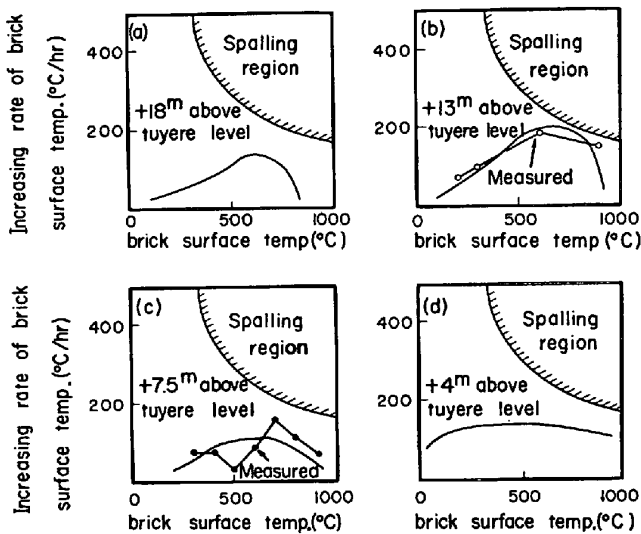 Increasing rate of brick
surface temp.(°C/hr)
(a)
400
200
Spalling
region
+18m above
tuyere level
0 500 1000
brick surface temp.(°C)
(b)
400
200
Spalling
region
+13m above
tuyere level
Measured
0 500 1000
brick surface temp.(°C)
Increasing rate of brick
surface temp.(°C/hr)
(c)
400
200
Spalling
region
+7.5m above
tuyere level
Measured
0 500 1000
brick surface temp.(°C)
(d)
400
200
Spalling
region
+4m above
tuyere level
0 500 1000
brick surface temp.(°C)